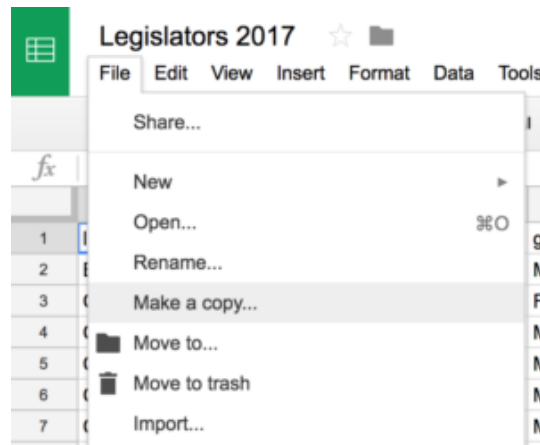 Legislators 2017
File Edit View Insert Format Data Tools
Share...
fx
New
Open... ⌘O
Rename...
Make a copy...
Move to...
Move to trash
Import...
1
2
3
4
5
6
7